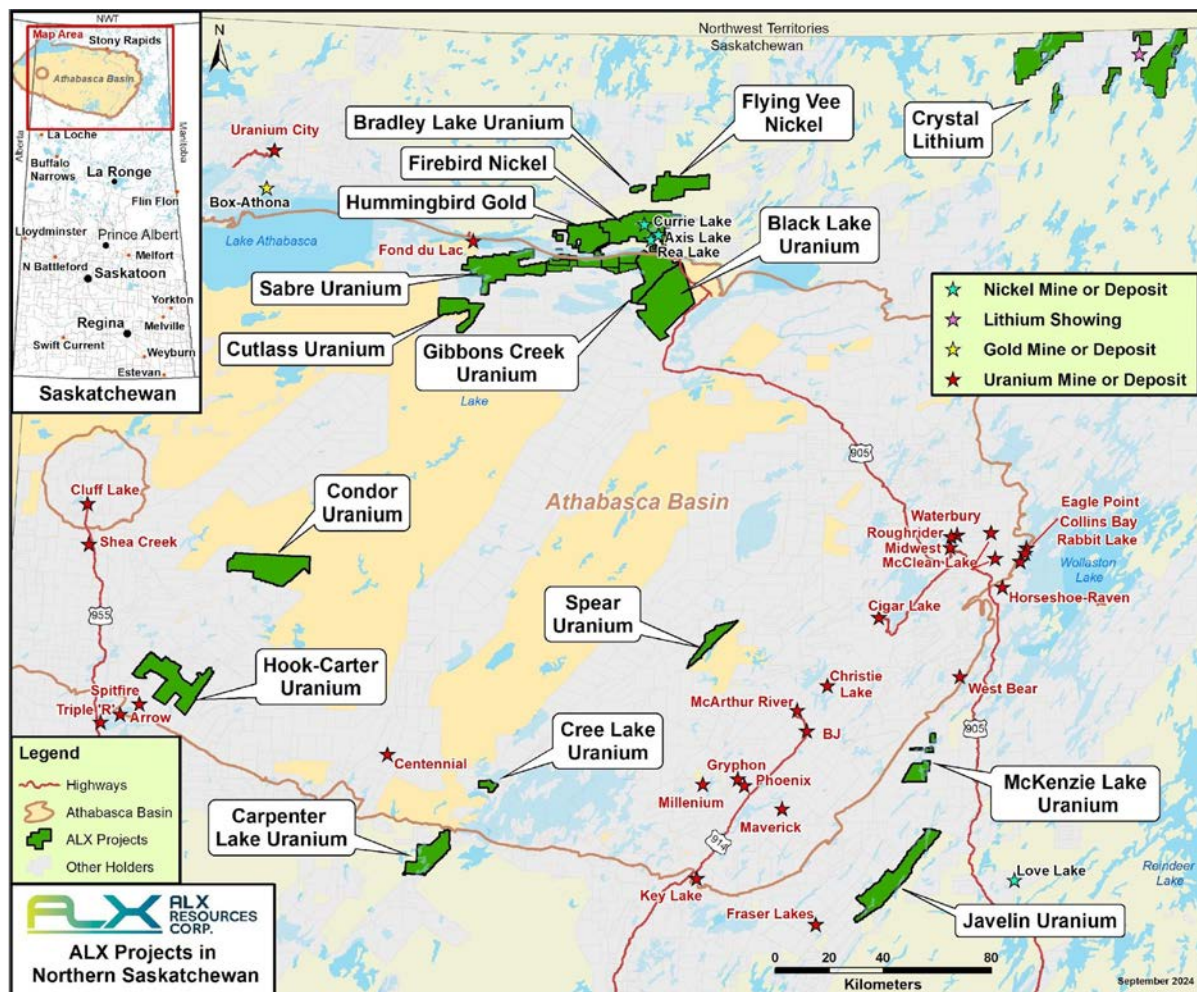 NWT
Map Area
Stony Rapids
Athabasca Basin
Alberta
Manitoba
La Loche
Buffalo
Narrows
La Ronge
Flin Flon
Lloydminster
Prince Albert
N Battleford
Melfort
Saskatoon
Yorkton
Regina
Melville
Swift Current
Weyburn
Estevan
Saskatchewan
N
Northwest Territories
Saskatchewan
Uranium City
Box-Athona
Lake Athabasca
Fond du Lac
Bradley Lake Uranium
Flying Vee
Nickel
Firebird Nickel
Hummingbird Gold
Crystal
Lithium
Currie Lake
Axis Lake
Rea Lake
Black Lake
Uranium
Sabre Uranium
Cutlass Uranium
Gibbons Creek
Uranium
Lake
Nickel Mine or Deposit
Lithium Showing
Gold Mine or Deposit
Uranium Mine or Deposit
905
Athabasca Basin
Cluff Lake
Shea Creek
955
Condor
Uranium
Waterbury
Roughrider
Midwest
McClean Lake
Eagle Point
Collins Bay
Rabbit Lake
Wollaston
Lake
Horseshoe-Raven
Cigar Lake
Spear
Uranium
Hook-Carter
Uranium
Spitfire
Triple 'R'
Arrow
Christie
Lake
West Bear
McArthur River
BJ
905
Centennial
Cree Lake
Uranium
Gryphon
Phoenix
Millenium
Maverick
McKenzie Lake
Uranium
Carpenter
Lake Uranium
914
Key Lake
Fraser Lakes
Love Lake
Reindeer
Lake
Javelin Uranium
Legend
Highways
Athabasca Basin
ALX Projects
Other Holders
ALX
ALX
RESOURCES
CORP.
ALX Projects in
Northern Saskatchewan
0 20 40 60 80
Kilometers
September 2024